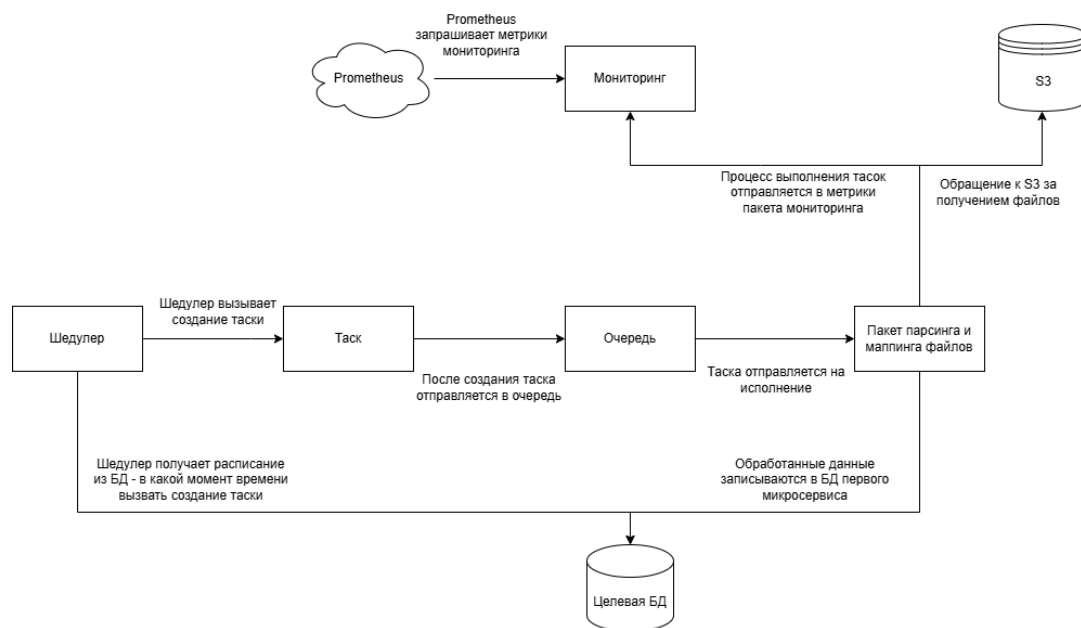 Prometheus
запрашивает метрики
мониторинга
Prometheus
Мониторинг
S3
Процесс выполнения тасок
отправляется в метрики
пакета мониторинга
Обращение к S3 за
получением файлов
Шедулер вызывает
создание таски
Шедулер
Таск
Очередь
Пакет парсинга и
маппинга файлов
После создания таска
отправляется в очередь
Таска отправляется на
исполнение
Шедулер получает расписание
из БД - в какой момент времени
вызвать создание таски
Обработанные данные
записываются в БД первого
микросервиса
Целевая БД